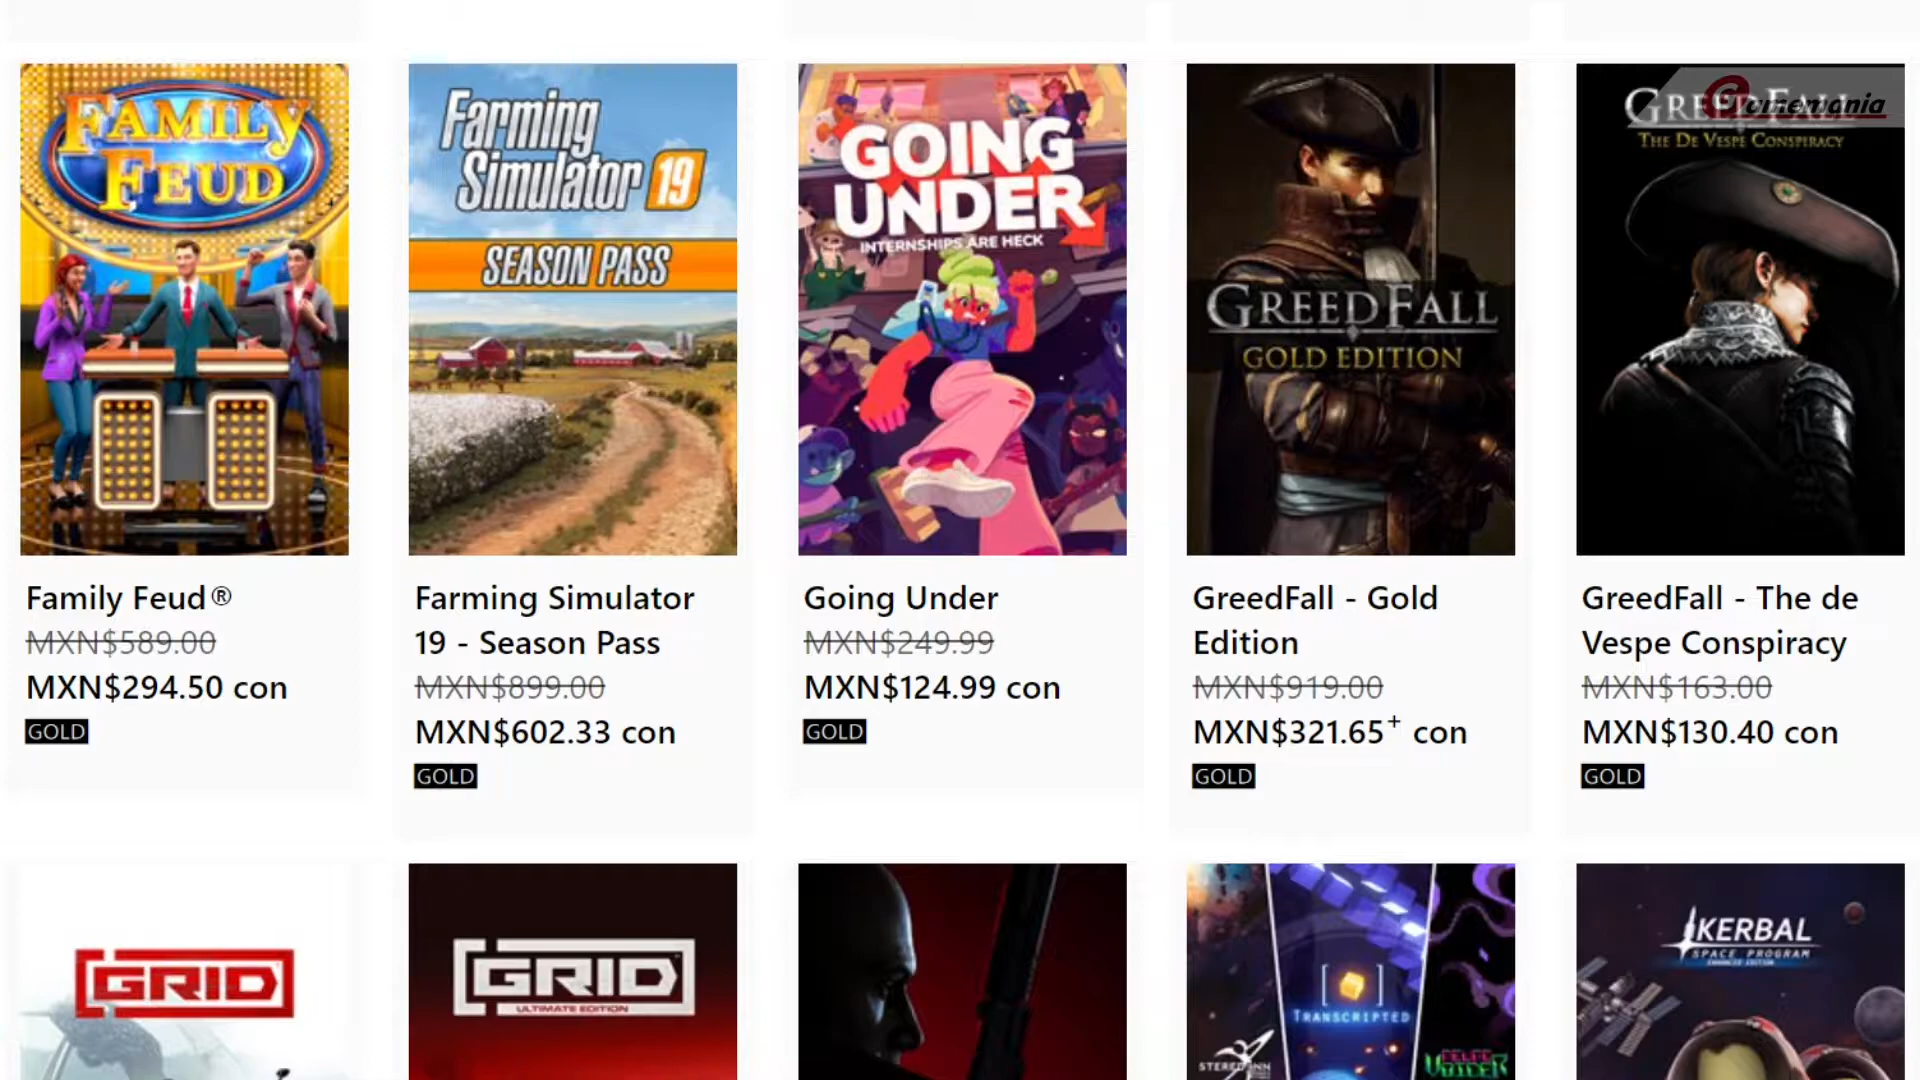 FAMILY
FEUD
Farming
Simulator 19
SEASON PASS
GOING
UNDER
INTERNSHIPS ARE HECK
GREEDFALL
GOLD EDITION
GREEDFALL
Gamemania
THE DE VESPE CONSPIRACY
Family Feud®
MXN$589.00
MXN$294.50 con
GOLD
Farming Simulator
19 - Season Pass
MXN$899.00
MXN$602.33 con
GOLD
Going Under
MXN$249.99
MXN$124.99 con
GOLD
GreedFall - Gold
Edition
MXN$919.00
MXN$321.65+ con
GOLD
GreedFall - The de
Vespe Conspiracy
MXN$163.00
MXN$130.40 con
GOLD
GRID
GRID
ULTIMATE EDITION
[ ]
TRANSCRIPTED
KERBAL
SPACE PROGRAM
ENHANCED EDITION